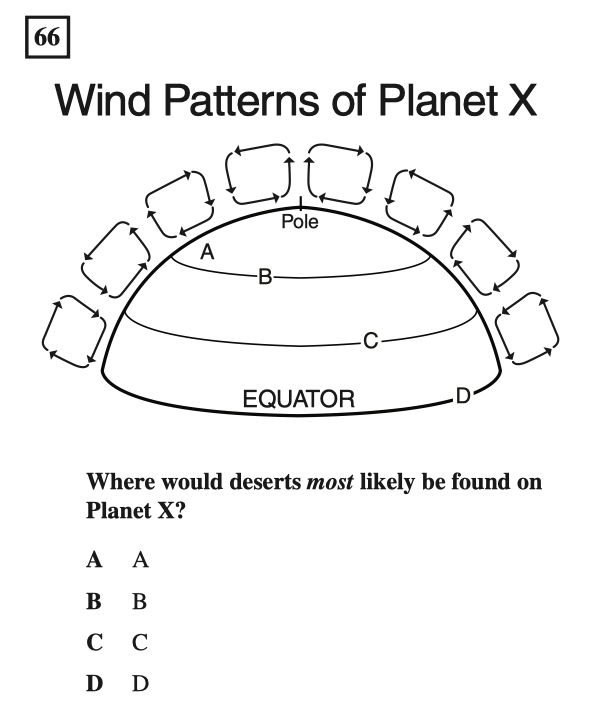 66
Wind Patterns of Planet X
Pole
A
B
C
EQUATOR D
Where would deserts most likely be found on
Planet X?
A A
B B
C C
D D